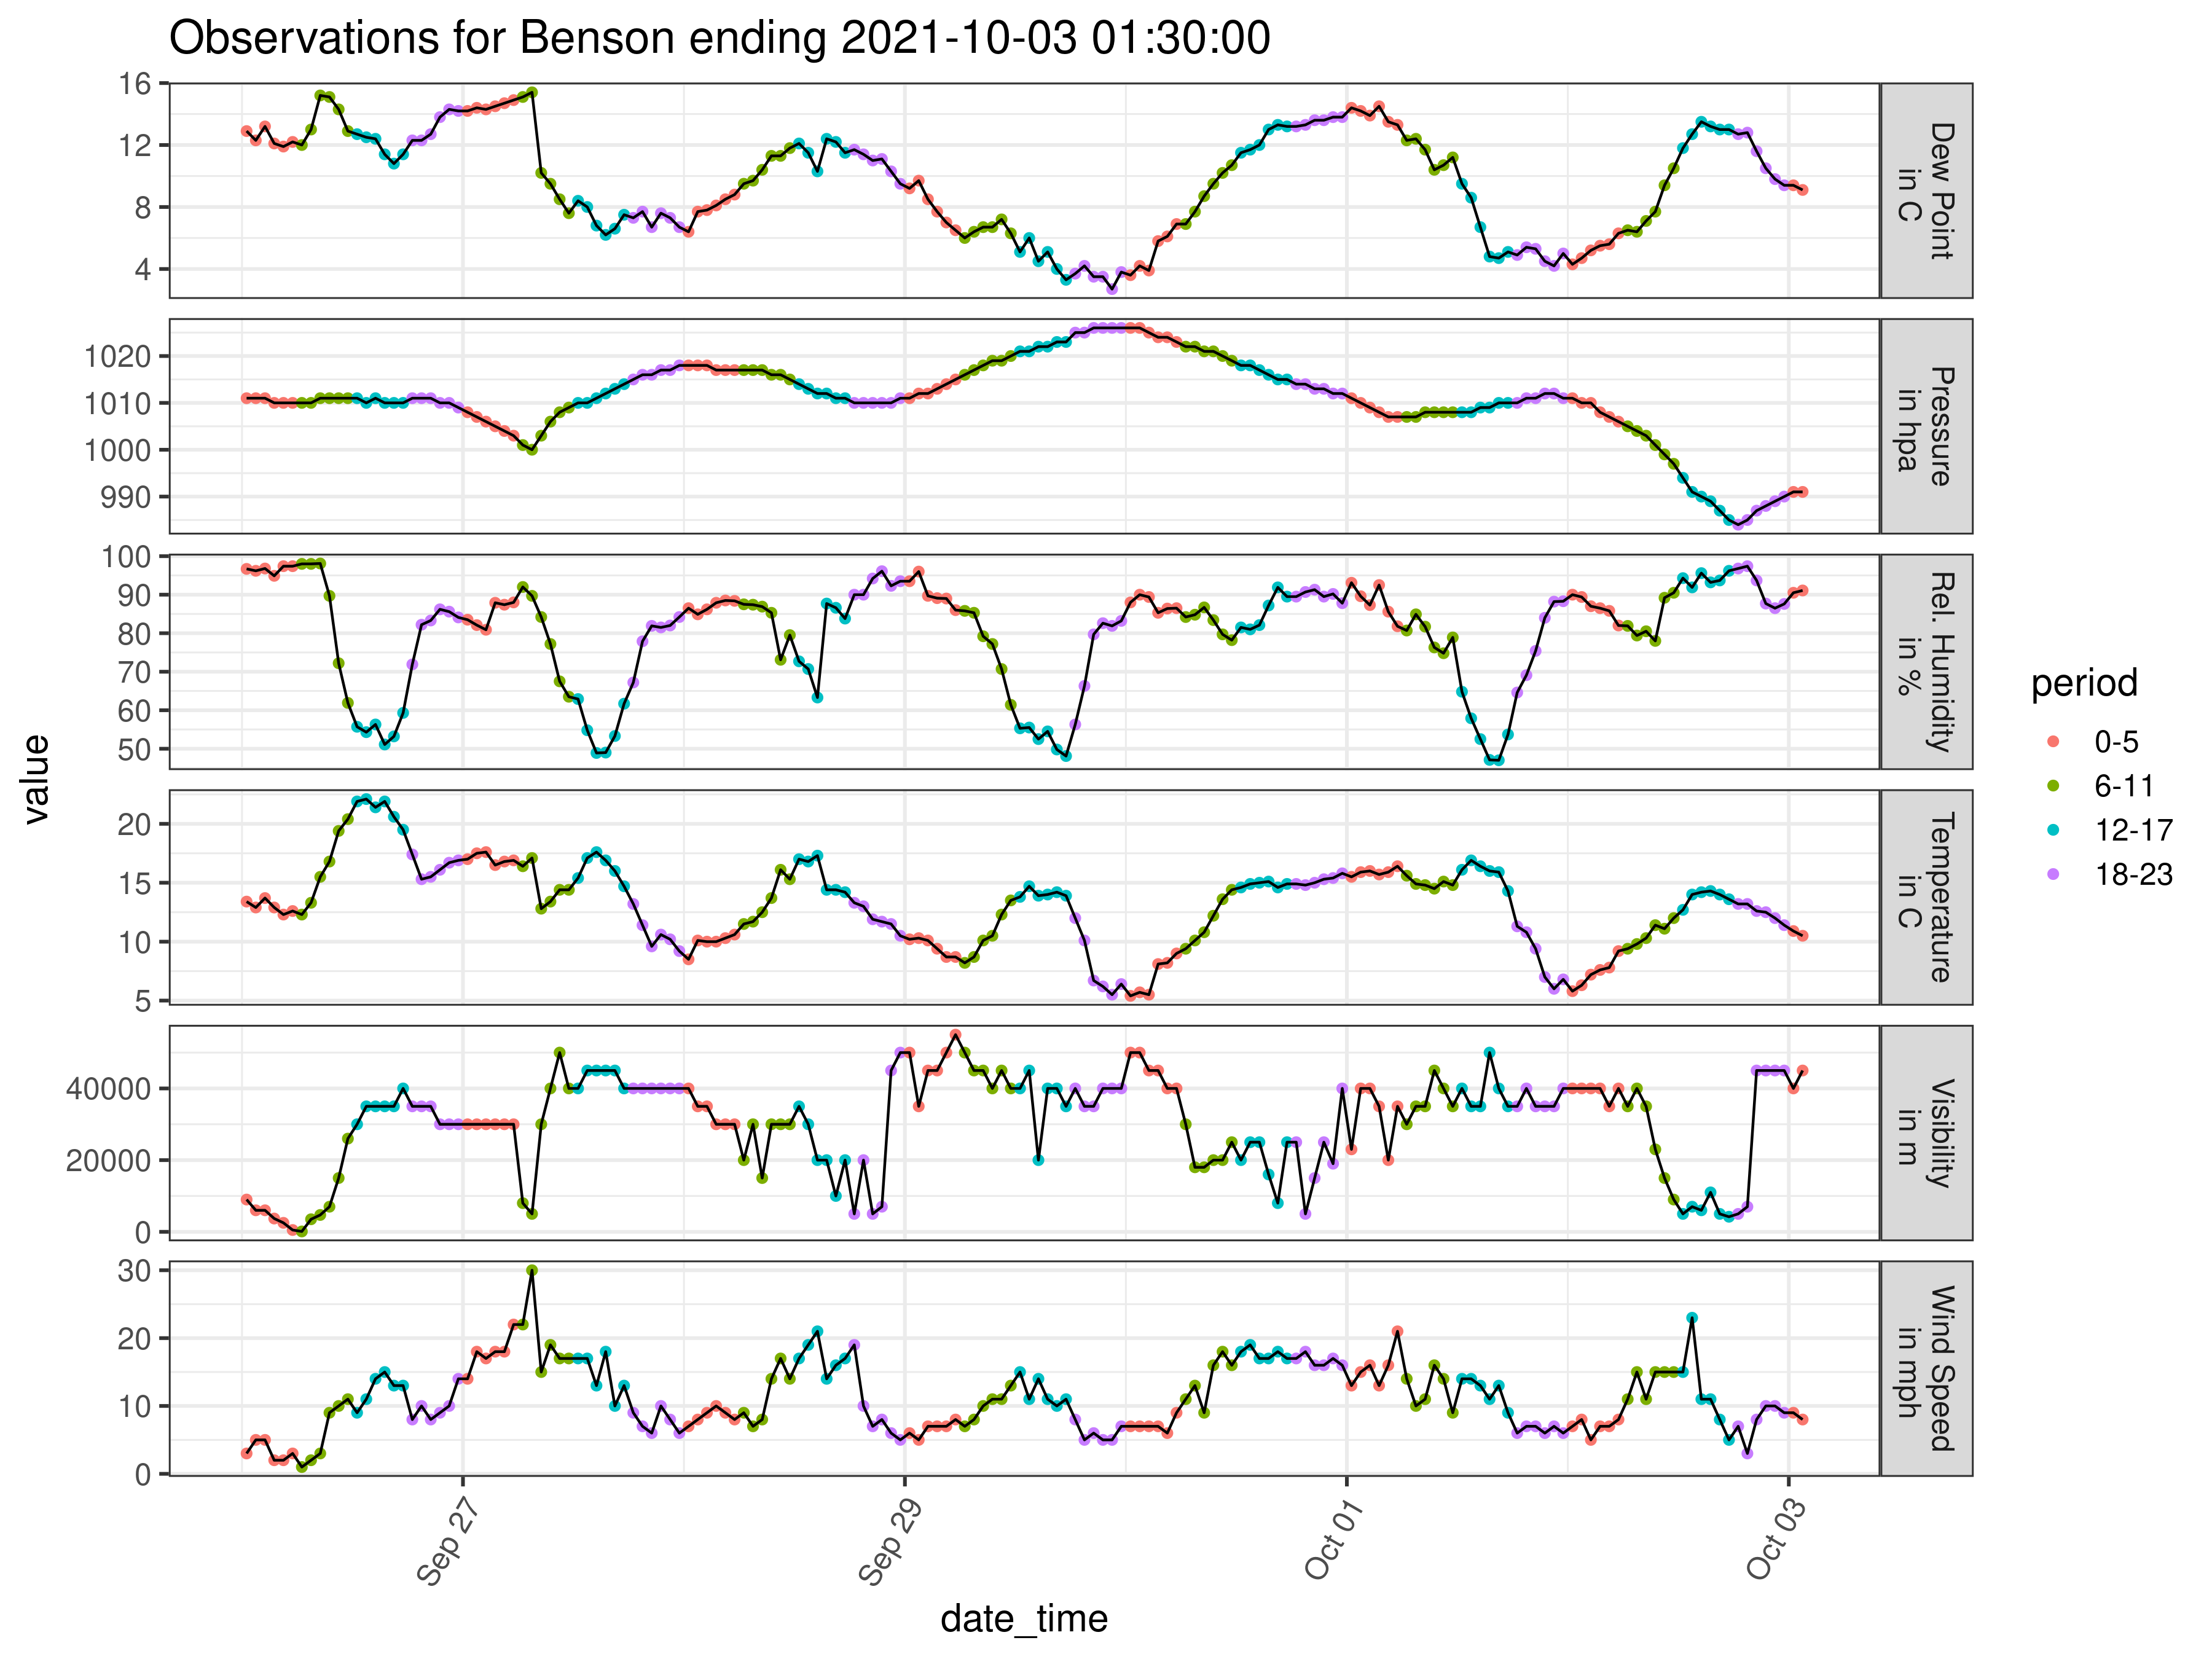 Observations for Benson ending 2021-10-03 01:30:00
16
12
8
4
Dew Point
in C
1020
1010
1000
990
Pressure
in hpa
100
90
80
70
60
50
Rel. Humidity
in %
20
15
10
5
Temperature
in C
40000
20000
0
Visibility
in m
30
20
10
0
Wind Speed
in mph
value
Sep 27
Sep 29
Oct 01
Oct 03
date_time
period
0-5
6-11
12-17
18-23